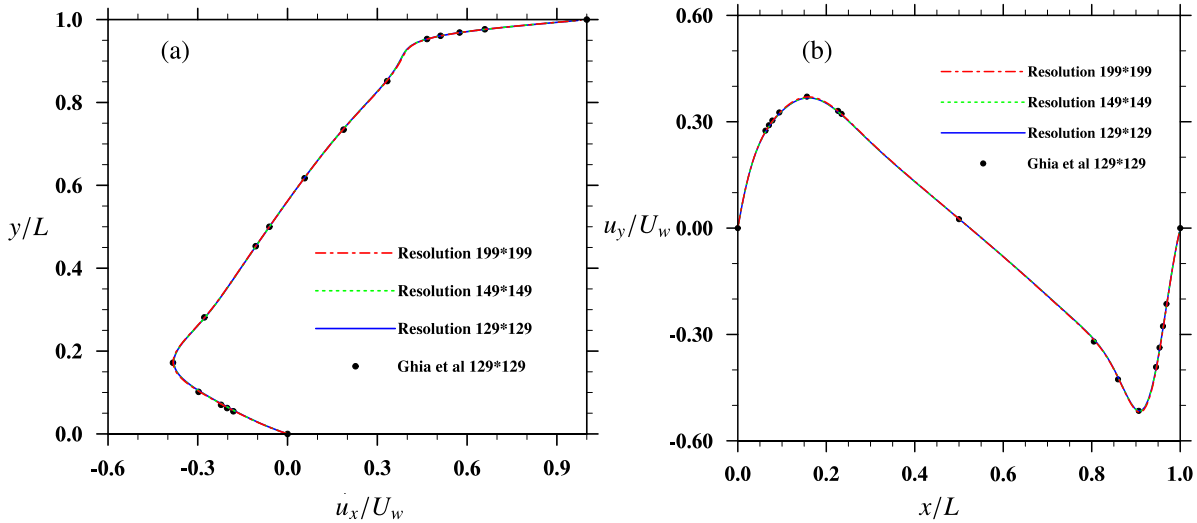 (a)
1.0
0.8
0.6
0.4
0.2
0.0
y/L
Resolution 199*199
Resolution 149*149
Resolution 129*129
Ghia et al 129*129
-0.6 -0.3 0.0 0.3 0.6 0.9
u_x/U_w
(b)
0.60
0.30
0.00
-0.30
-0.60
u_y/U_w
Resolution 199*199
Resolution 149*149
Resolution 129*129
Ghia et al 129*129
0.0 0.2 0.4 0.6 0.8 1.0
x/L